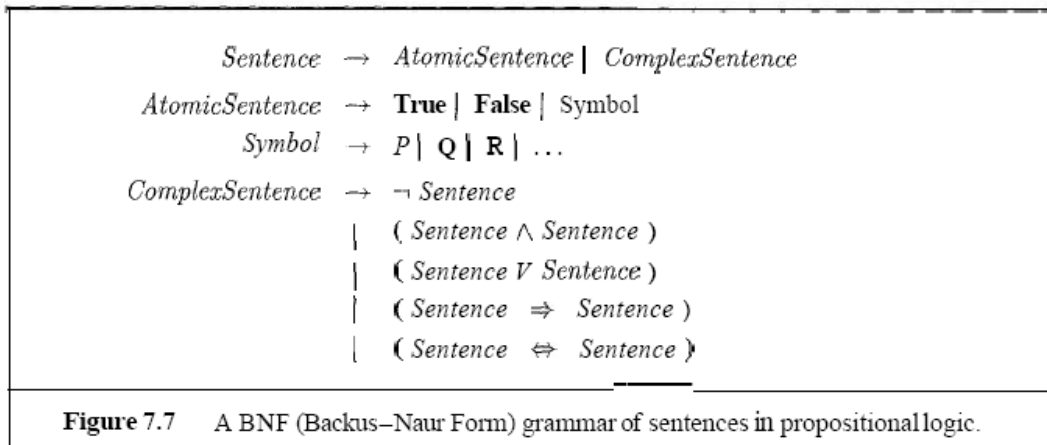 Sentence → AtomicSentence | ComplexSentence
AtomicSentence → True | False | Symbol
Symbol → P | Q | R | ...
ComplexSentence → ¬ Sentence
| ( Sentence ∧ Sentence )
| ( Sentence V Sentence )
| ( Sentence ⇒ Sentence )
| ( Sentence ⇔ Sentence )
Figure 7.7 A BNF (Backus–Naur Form) grammar of sentences in propositional logic.